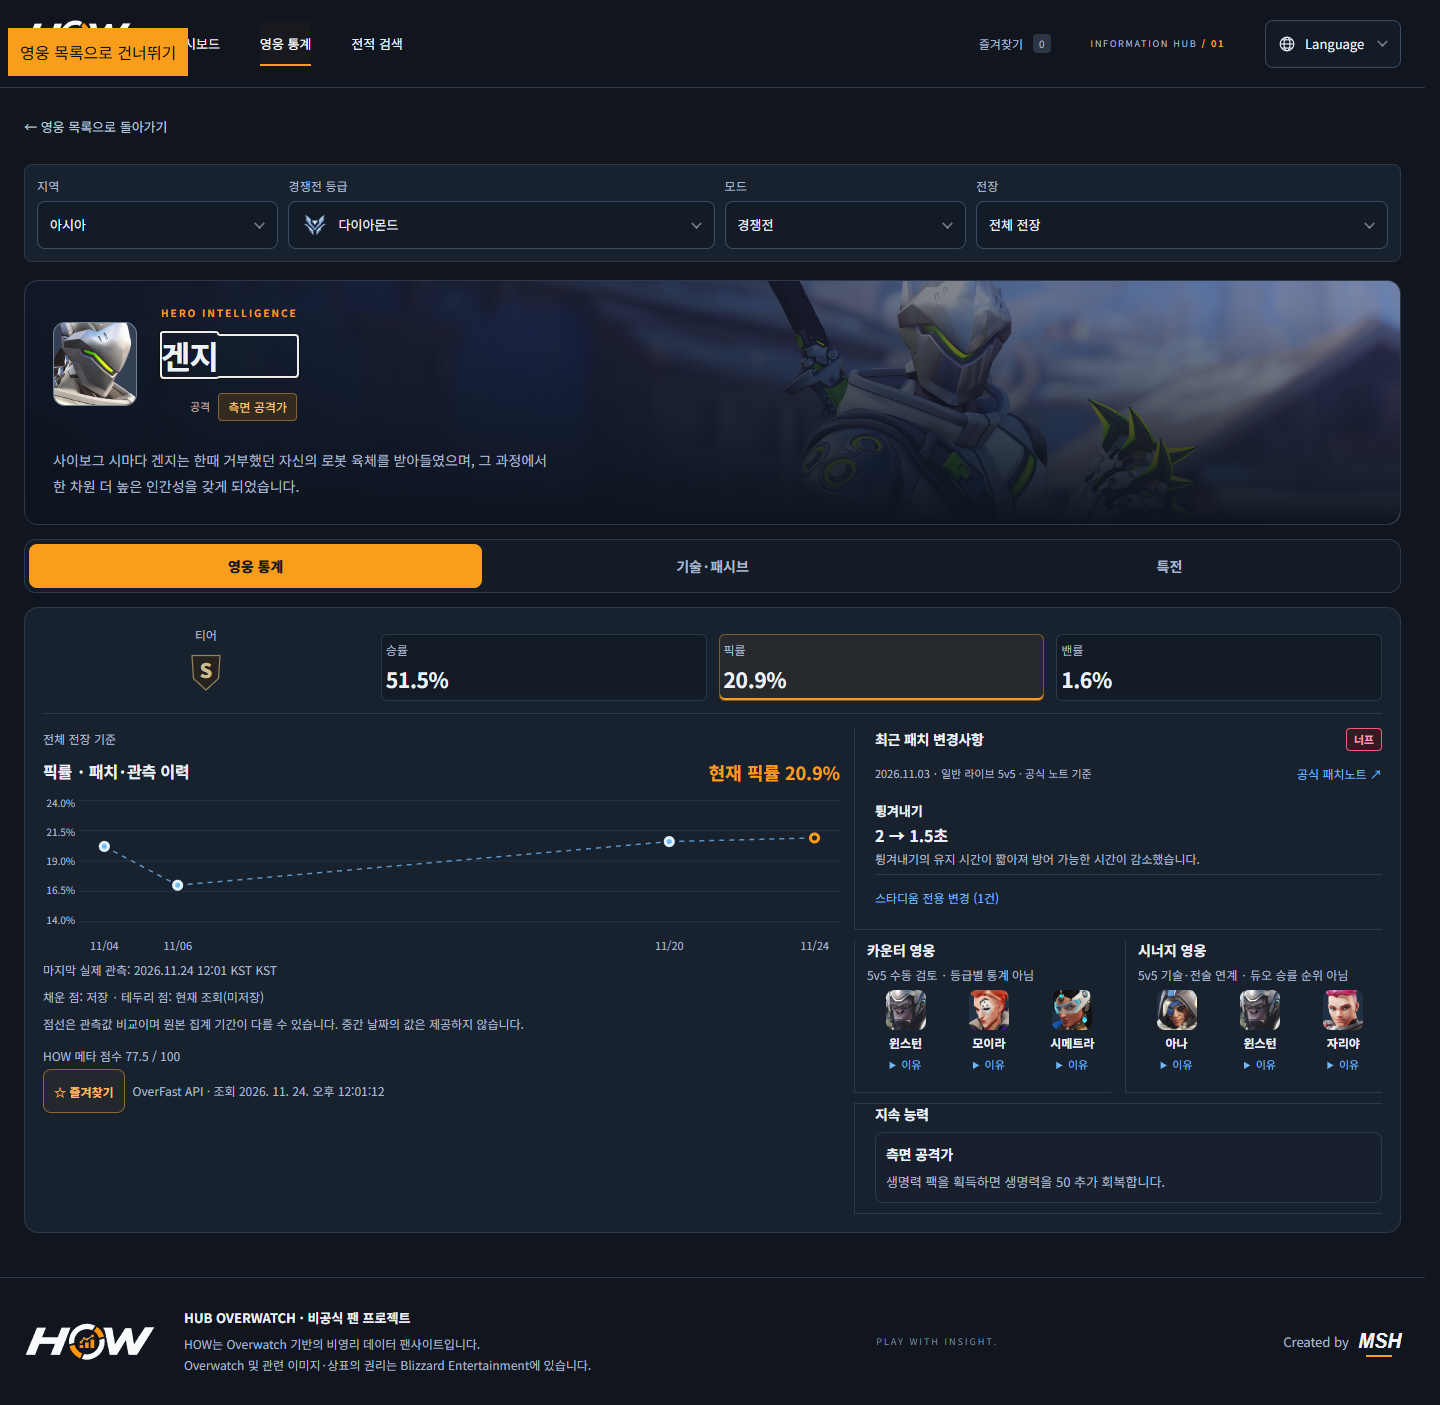 영웅 목록으로 건너뛰기
영웅 통계
전적 검색
즐겨찾기 0
INFORMATION HUB / 01
Language
← 영웅 목록으로 돌아가기
지역
경쟁전 등급
모드
전장
아시아
다이아몬드
경쟁전
전체 전장
HERO INTELLIGENCE
겐지
공격
측면 공격가
사이보그 시마다 겐지는 한때 거부했던 자신의 로봇 육체를 받아들였으며, 그 과정에서
한 차원 더 높은 인간성을 갖게 되었습니다.
영웅 통계
기술·패시브
특전
티어
S
승률
51.5%
픽률
20.9%
밴률
1.6%
전체 전장 기준
픽률 · 패치·관측 이력
현재 픽률 20.9%
24.0%
21.5%
19.0%
16.5%
14.0%
11/04
11/06
11/20
11/24
마지막 실제 관측: 2026.11.24 12:01 KST KST
채운 점: 저장 · 테두리 점: 현재 조회(미저장)
점선은 관측값 비교이며 원본 집계 기간이 다를 수 있습니다. 중간 날짜의 값은 제공하지 않습니다.
HOW 메타 점수 77.5 / 100
☆ 즐겨찾기
OverFast API · 조회 2026. 11. 24. 오후 12:01:12
최근 패치 변경사항
너프
2026.11.03 · 일반 라이브 5v5 · 공식 노트 기준
공식 패치노트 ↗
튕겨내기
2 → 1.5초
튕겨내기의 유지 시간이 짧아져 방어 가능한 시간이 감소했습니다.
스타디움 전용 변경 (1건)
카운터 영웅
5v5 수동 검토 · 등급별 통계 아님
윈스턴
모이라
시메트라
▶ 이유
▶ 이유
▶ 이유
시너지 영웅
5v5 기술·전술 연계 · 듀오 승률 순위 아님
아나
윈스턴
자리야
▶ 이유
▶ 이유
▶ 이유
지속 능력
측면 공격가
생명력 팩을 획득하면 생명력을 50 추가 회복합니다.
HOW
HUB OVERWATCH · 비공식 팬 프로젝트
HOW는 Overwatch 기반의 비영리 데이터 팬사이트입니다.
Overwatch 및 관련 이미지·상표의 권리는 Blizzard Entertainment에 있습니다.
PLAY WITH INSIGHT.
Created by MSH